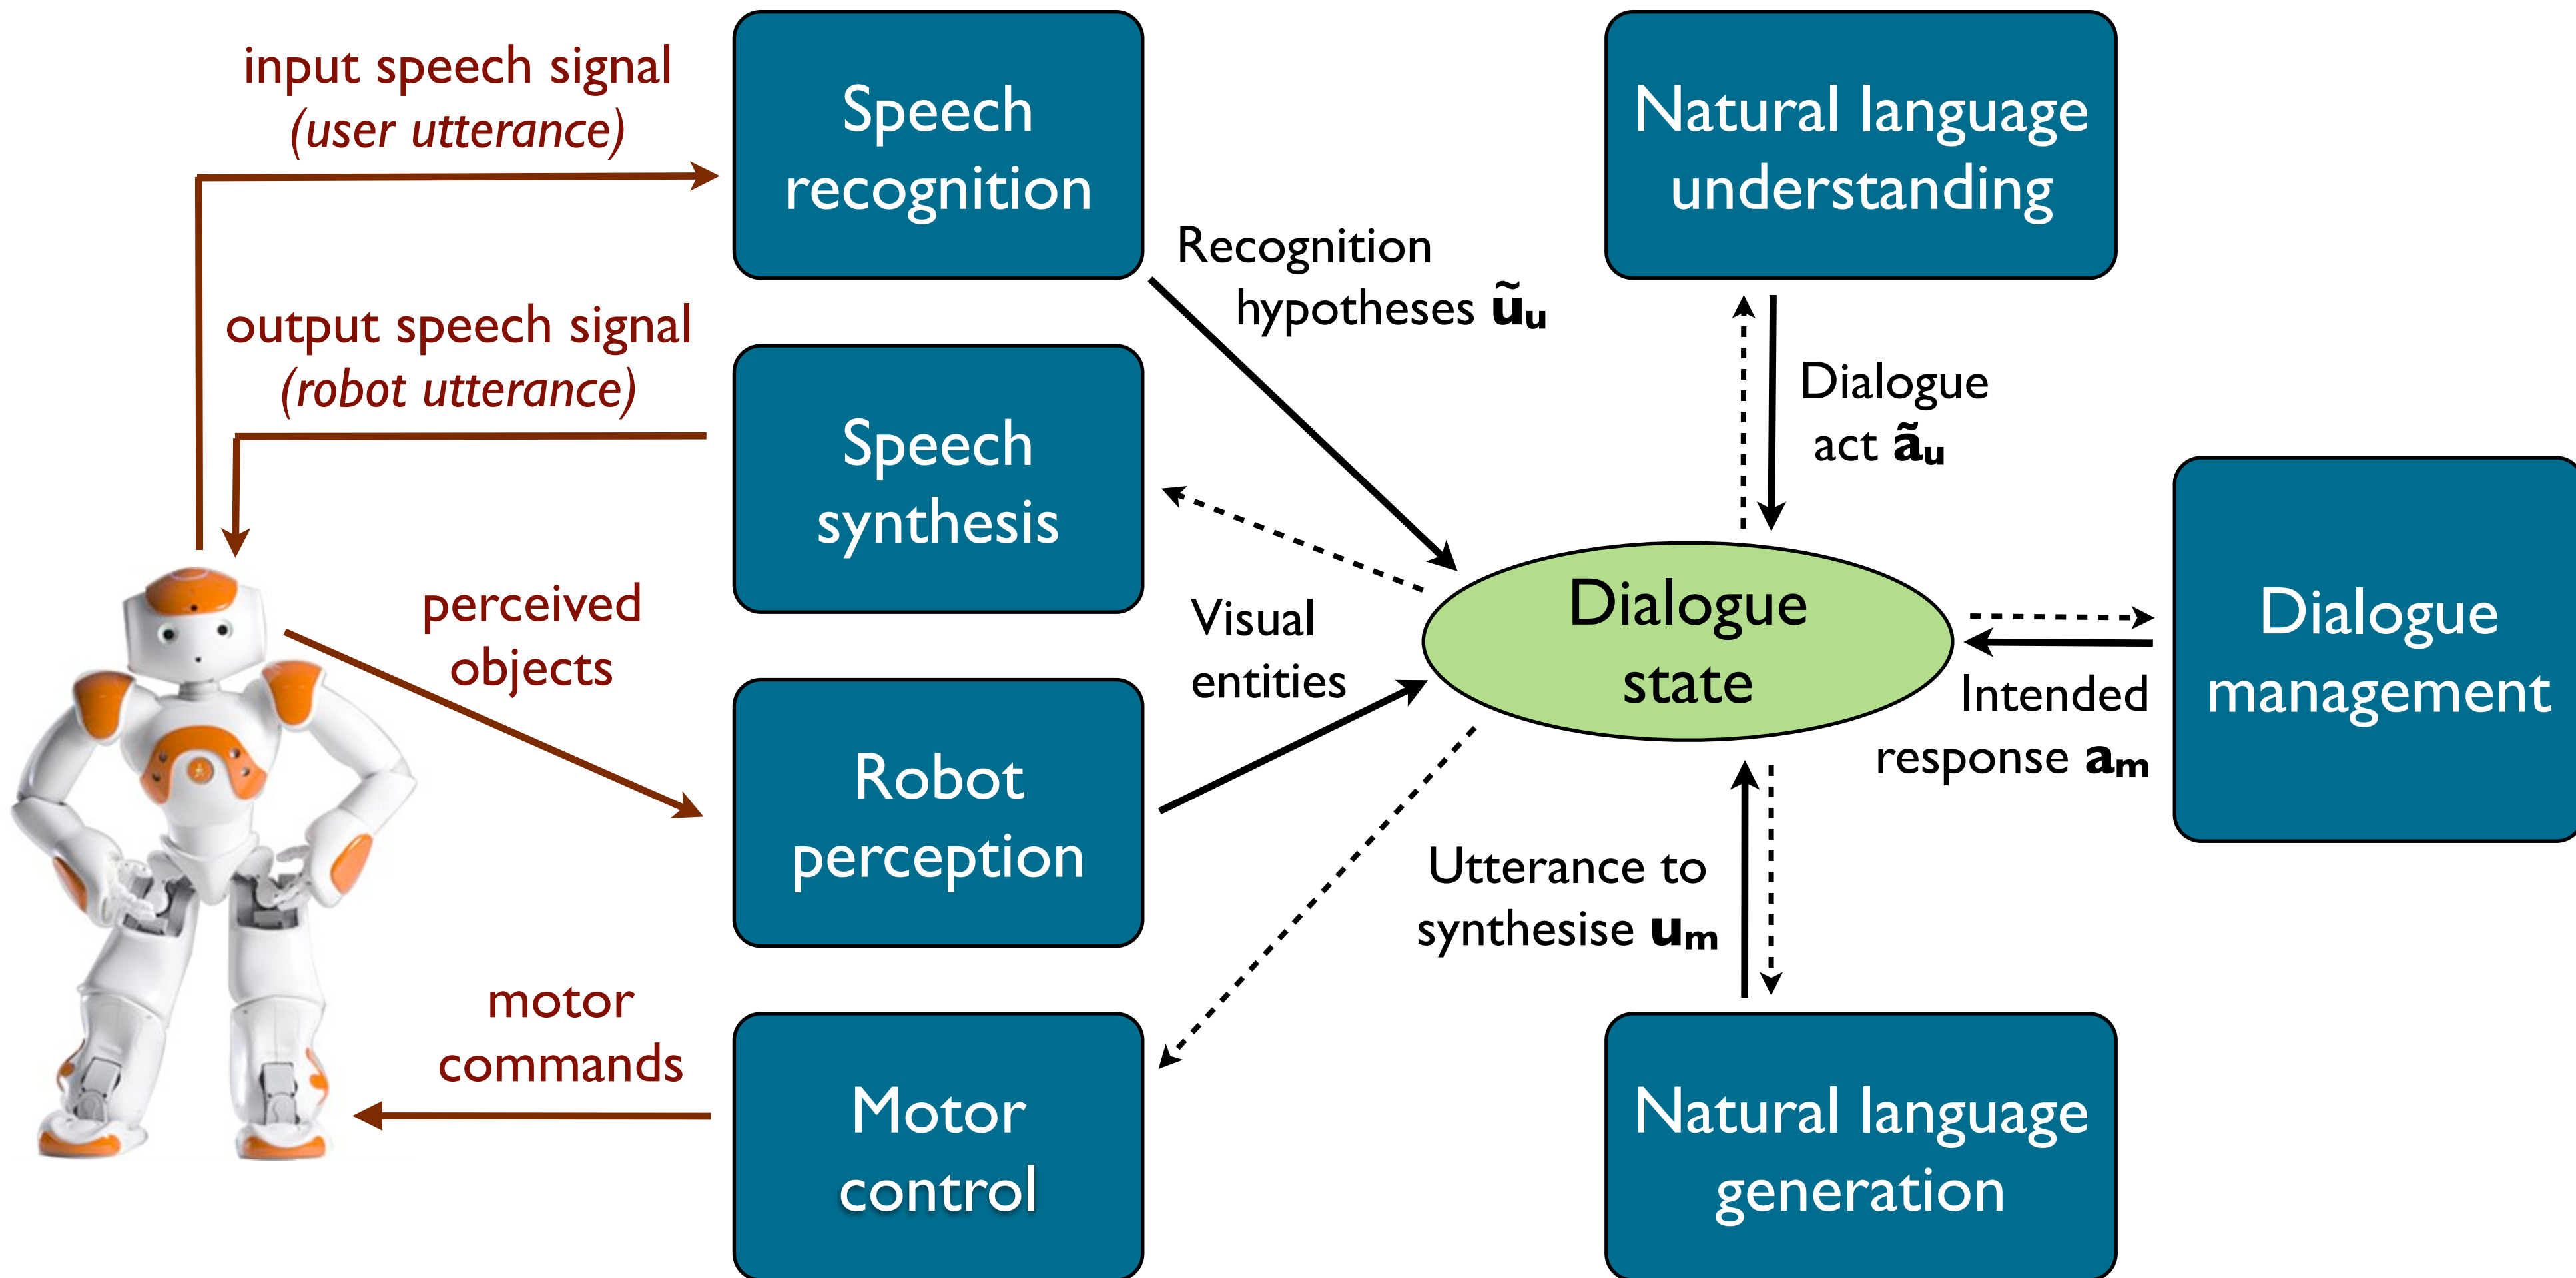 input speech signal
(user utterance)
Speech
recognition
Natural language
understanding
Recognition
hypotheses ũu
output speech signal
(robot utterance)
Speech
synthesis
Dialogue
act ãu
perceived
objects
Visual
entities
Dialogue
state
Dialogue
management
Intended
response am
Robot
perception
Utterance to
synthesise um
motor
commands
Motor
control
Natural language
generation